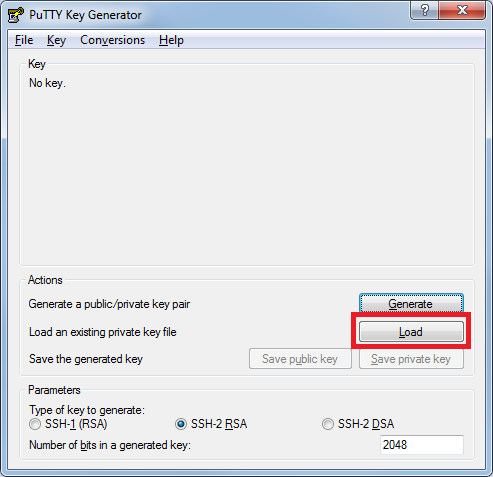 PuTTY Key Generator
?
File Key Conversions Help
Key
No key.
Actions
Generate a public/private key pair Generate
Load an existing private key file Load
Save the generated key Save public key Save private key
Parameters
Type of key to generate:
SSH-1 (RSA) SSH-2 RSA SSH-2 DSA
Number of bits in a generated key: 2048